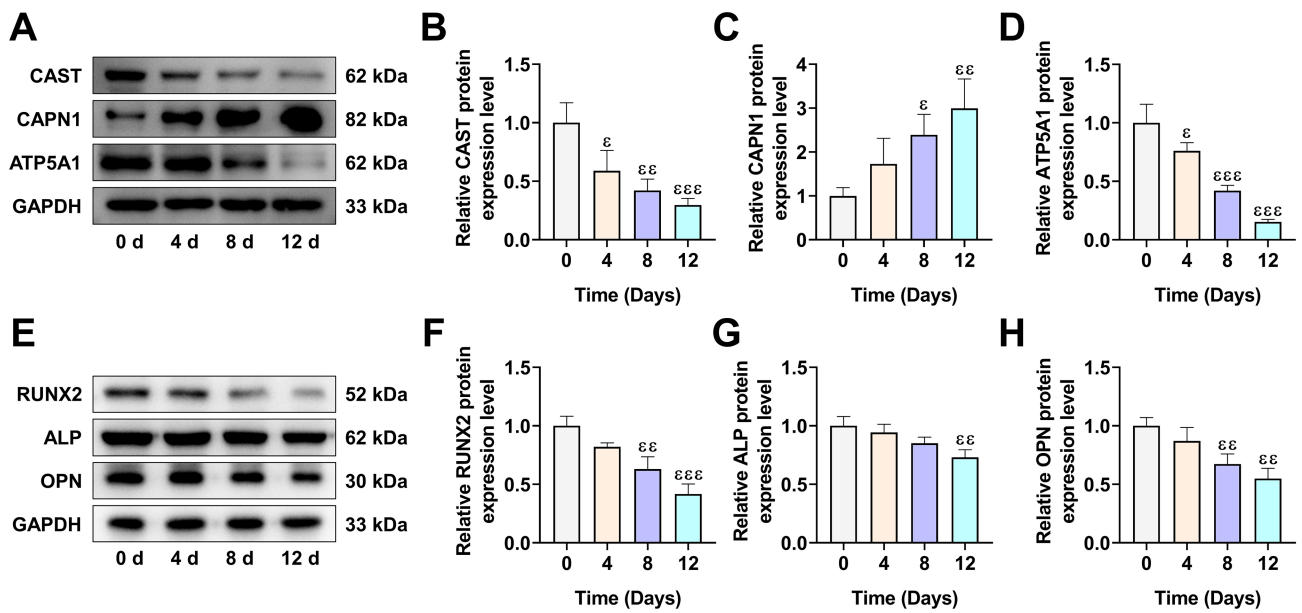 A
CAST 62 kDa
CAPN1 82 kDa
ATP5A1 62 kDa
GAPDH 33 kDa
0 d 4 d 8 d 12 d
B
Relative CAST protein
expression level
1.5
1.0
0.5
0.0
ε
εε
εεε
0 4 8 12
Time (Days)
C
Relative CAPN1 protein
expression level
4
3
2
1
0
ε
εε
0 4 8 12
Time (Days)
D
Relative ATP5A1 protein
expression level
1.5
1.0
0.5
0.0
ε
εεε
εεε
0 4 8 12
Time (Days)
E
RUNX2 52 kDa
ALP 62 kDa
OPN 30 kDa
GAPDH 33 kDa
0 d 4 d 8 d 12 d
F
Relative RUNX2 protein
expression level
1.5
1.0
0.5
0.0
εε
εεε
0 4 8 12
Time (Days)
G
Relative ALP protein
expression level
1.5
1.0
0.5
0.0
εε
0 4 8 12
Time (Days)
H
Relative OPN protein
expression level
1.5
1.0
0.5
0.0
εε
εε
0 4 8 12
Time (Days)